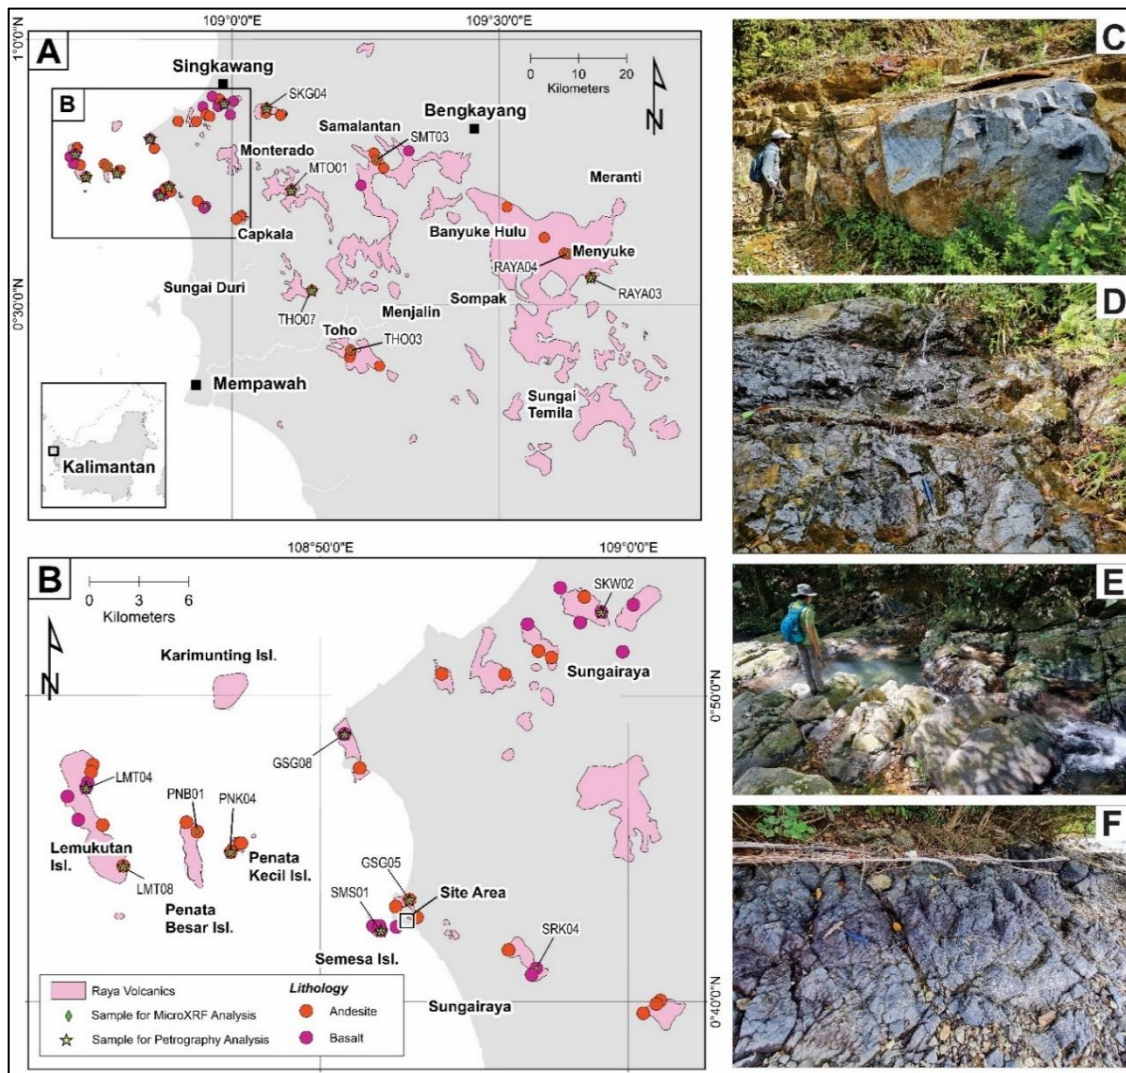 A
109°0'0"E
109°30'0"E
1°0'0"N
0 10 20
Kilometers
N
Singkawang
B
SKG04
Bengkayang
Samalantan
SMT03
Monterado
MTO01
Meranti
Capkala
Banyuke Hulu
Menyuke
RAYA04
RAYA03
Sungai Duri
Sompak
THO07
Menjalin
0°30'0"N
Toho
THO03
Mempawah
Sungai
Temila
Kalimantan
B
108°50'0"E
109°0'0"E
0 3 6
Kilometers
N
SKW02
Karimunting Isl.
Sungairaya
0°50'0"N
GSG08
LMT04
PNB01
PNK04
Lemukutan
Isl.
Penata
Kecil Isl.
LMT08
GSG05
SMS01
Site Area
Penata
Besar Isl.
SRK04
Semesa Isl.
Sungairaya
0°40'0"N
Raya Volcanics
Sample for MicroXRF Analysis
Sample for Petrography Analysis
Lithology
Andesite
Basalt
C
D
E
F